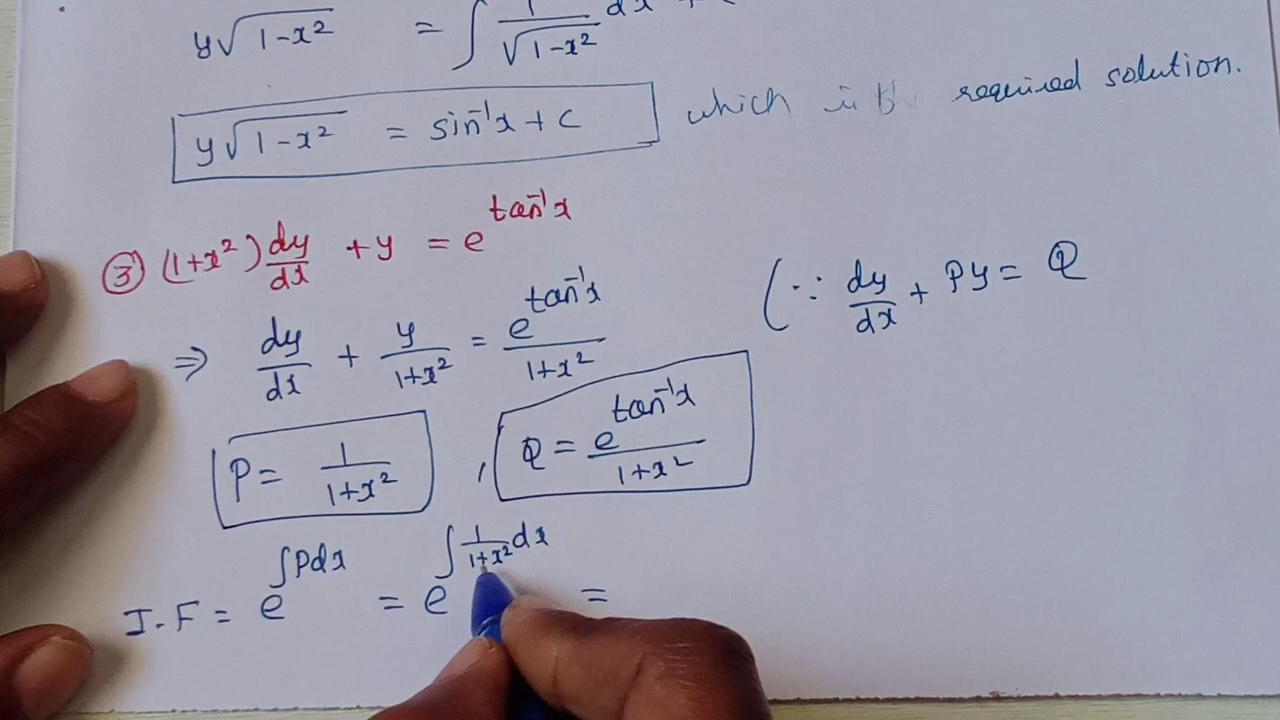 y√1-x² = ∫ 1/√1-x² dx
y√1-x² = sin⁻¹x + c which is the required solution.
③ (1+x²) dy/dx + y = e^tan⁻¹x
⇒ dy/dx + y/1+x² = e^tan⁻¹x/1+x² (∵ dy/dx + Py = Q
P = 1/1+x² , Q = e^tan⁻¹x/1+x²
I.F = e^∫Pdx = e^∫1/1+x² dx =